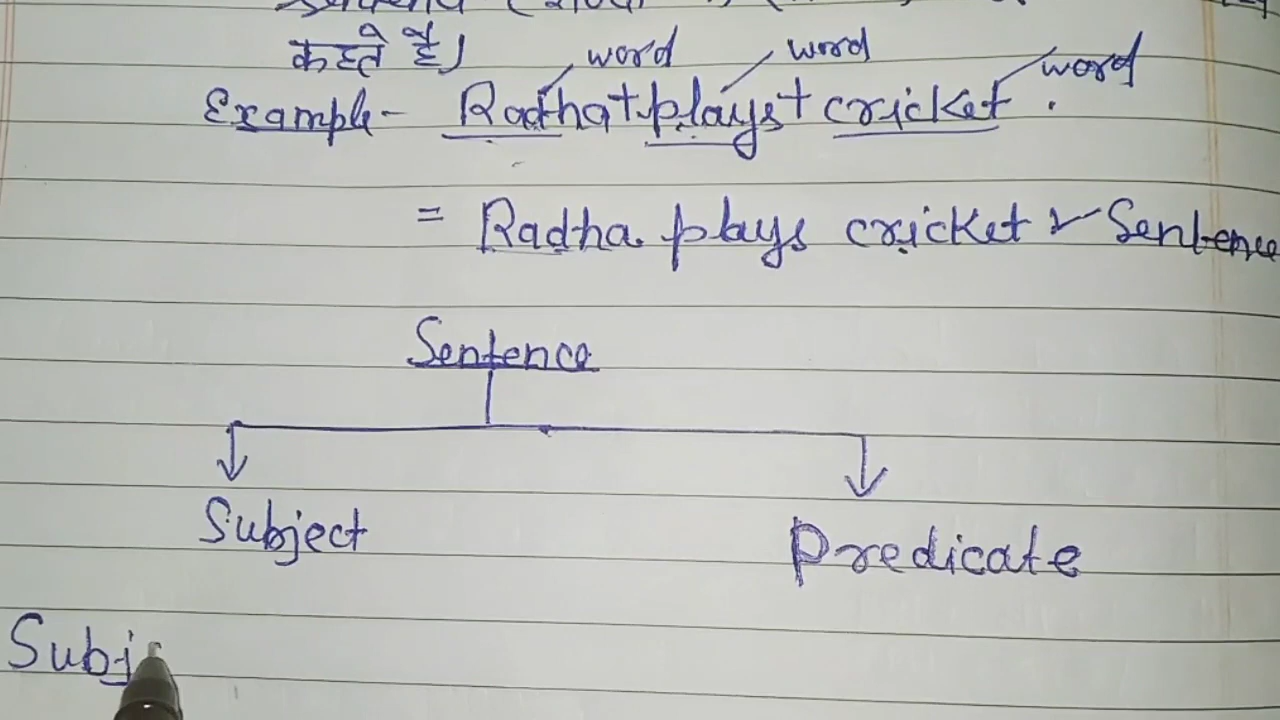 कहते है।
word word word
Example- Radha + plays + cricket.
= Radha plays cricket Sentence
Sentence
Subject Predicate
Subj